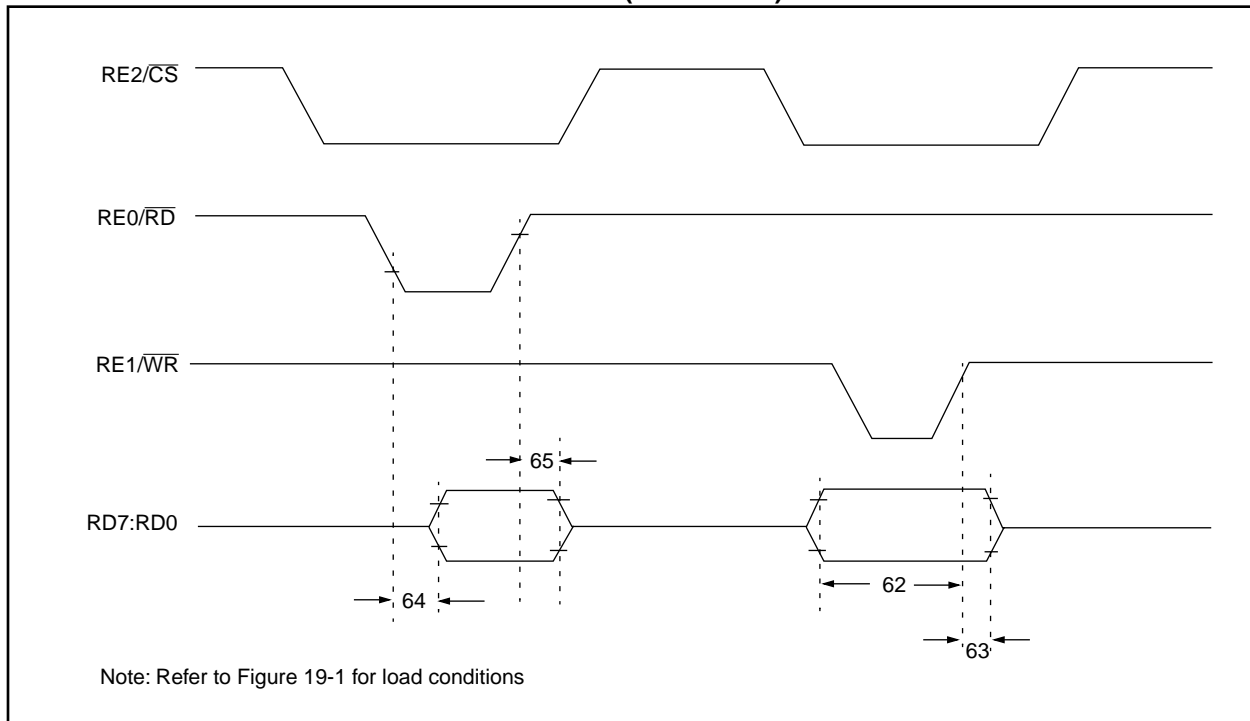 RE2/CS
RE0/RD
RE1/WR
65
RD7:RD0
62
64
63
Note: Refer to Figure 19-1 for load conditions